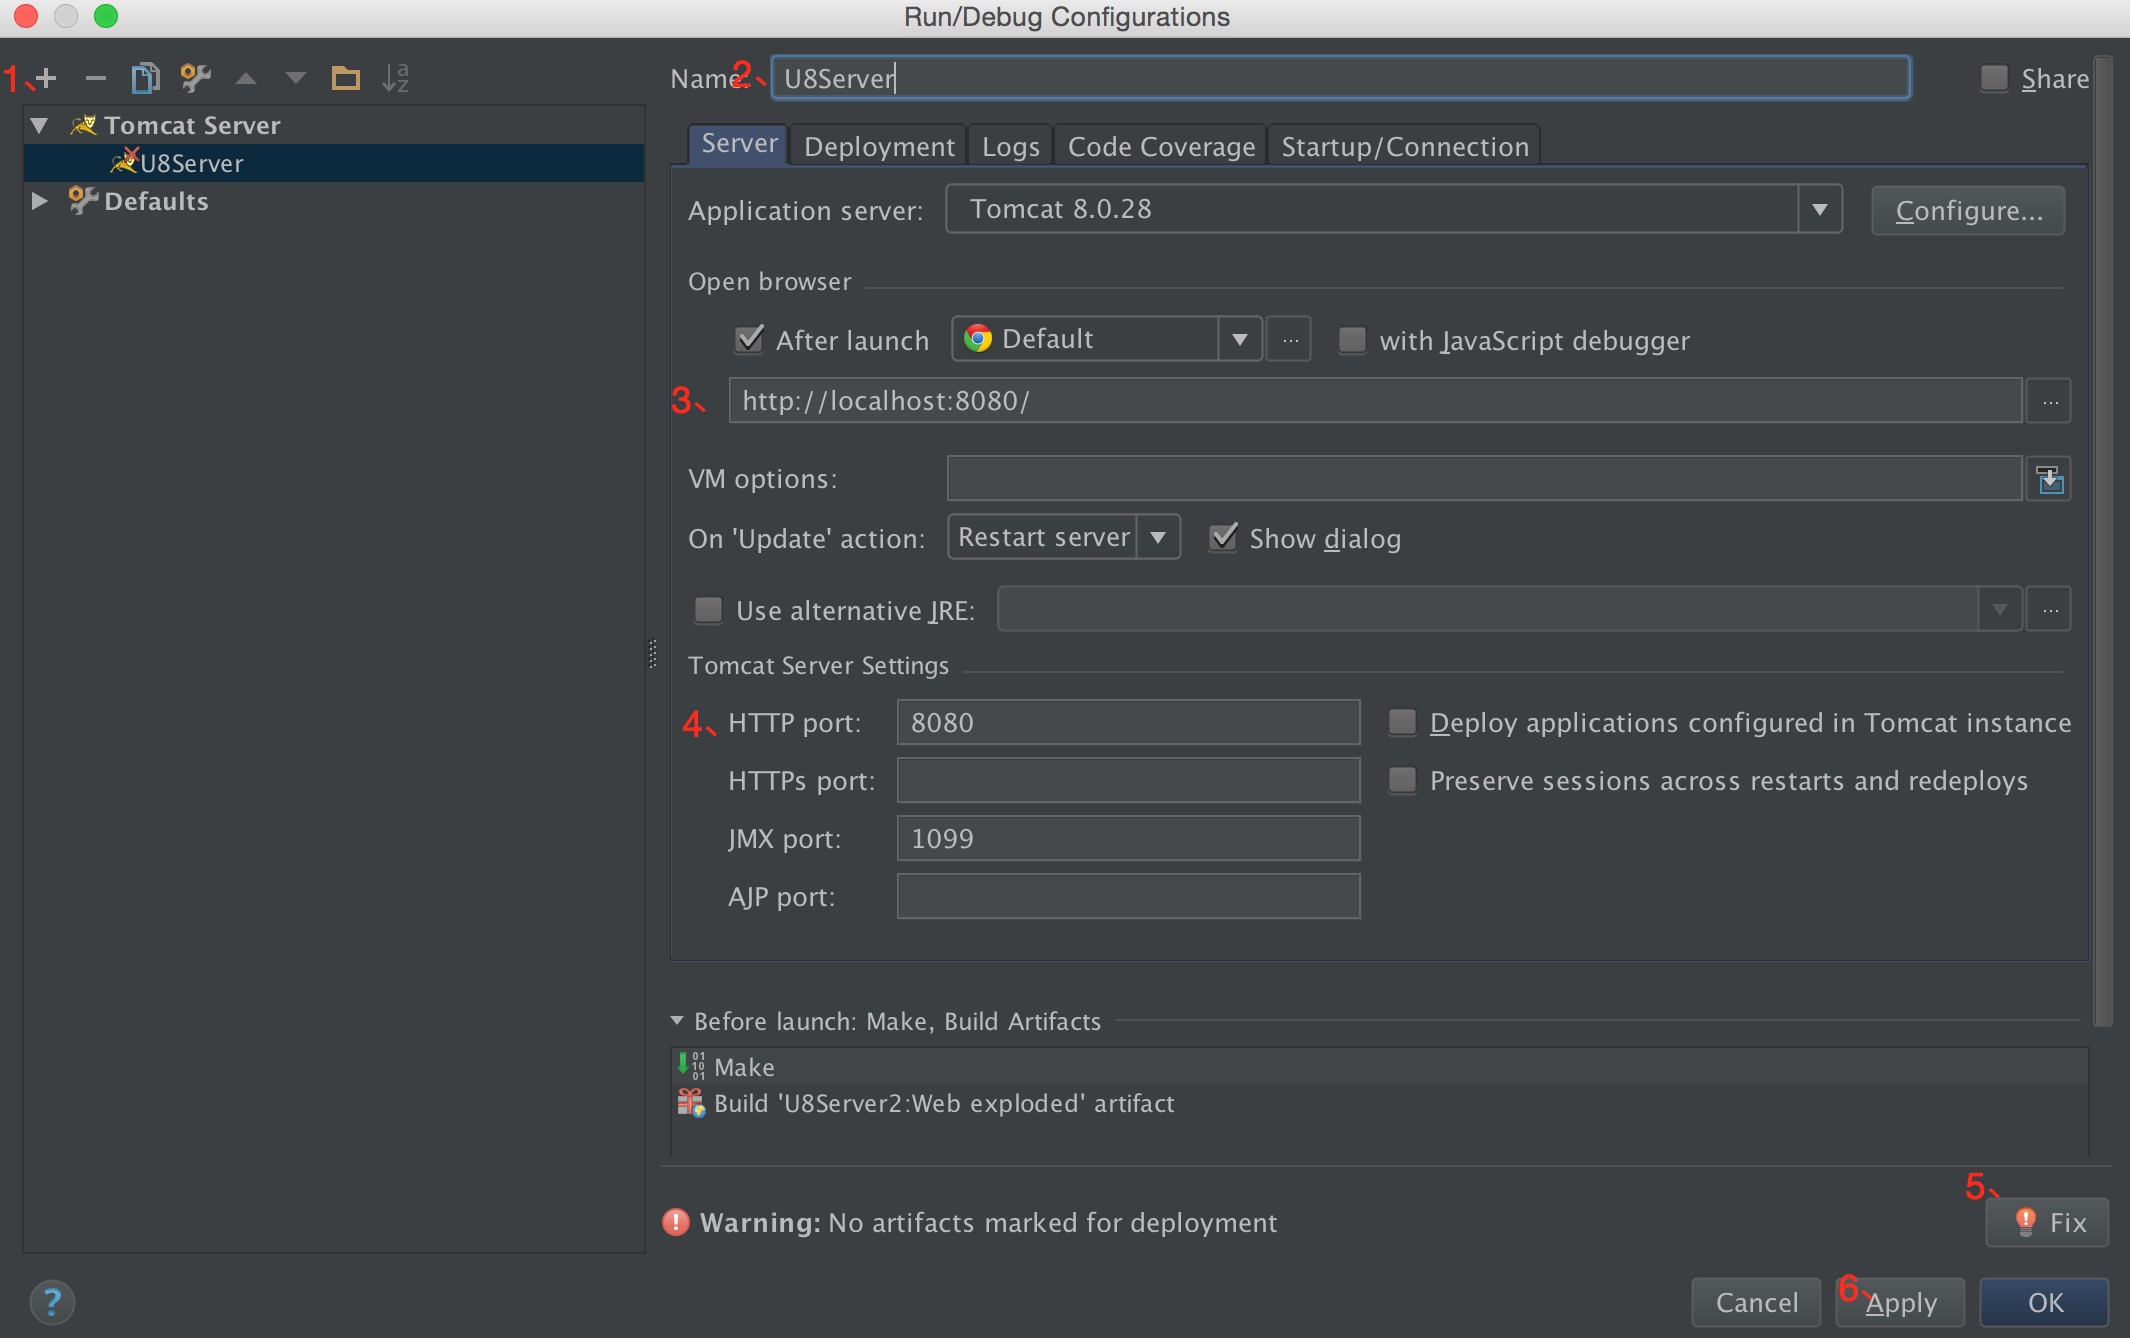 Run/Debug Configurations
1、
Name: 2、 U8Server
Share
Tomcat Server
U8Server
Defaults
Server Deployment Logs Code Coverage Startup/Connection
Application server: Tomcat 8.0.28 Configure...
Open browser
After launch Default ... with JavaScript debugger
3、 http://localhost:8080/ ...
VM options:
On 'Update' action: Restart server Show dialog
Use alternative JRE: ...
Tomcat Server Settings
4、 HTTP port: 8080 Deploy applications configured in Tomcat instance
HTTPs port: Preserve sessions across restarts and redeploys
JMX port: 1099
AJP port:
Before launch: Make, Build Artifacts
Make
Build 'U8Server2:Web exploded' artifact
5、
Warning: No artifacts marked for deployment Fix
? Cancel 6、 Apply OK